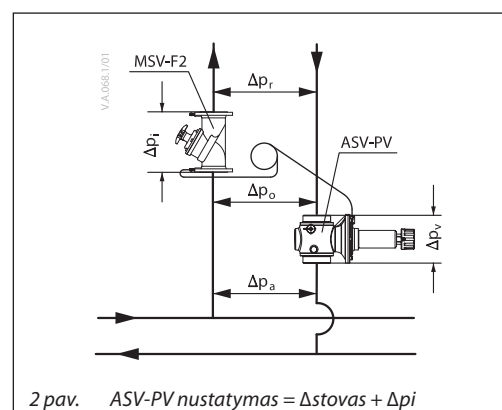 V.A.068.1/01
MSV-F2
Δpᵣ
ASV-PV
Δpᵢ
Δpₒ
Δpᵥ
Δpₐ
2 pav. ASV-PV nustatymas = Δstovas + Δpi